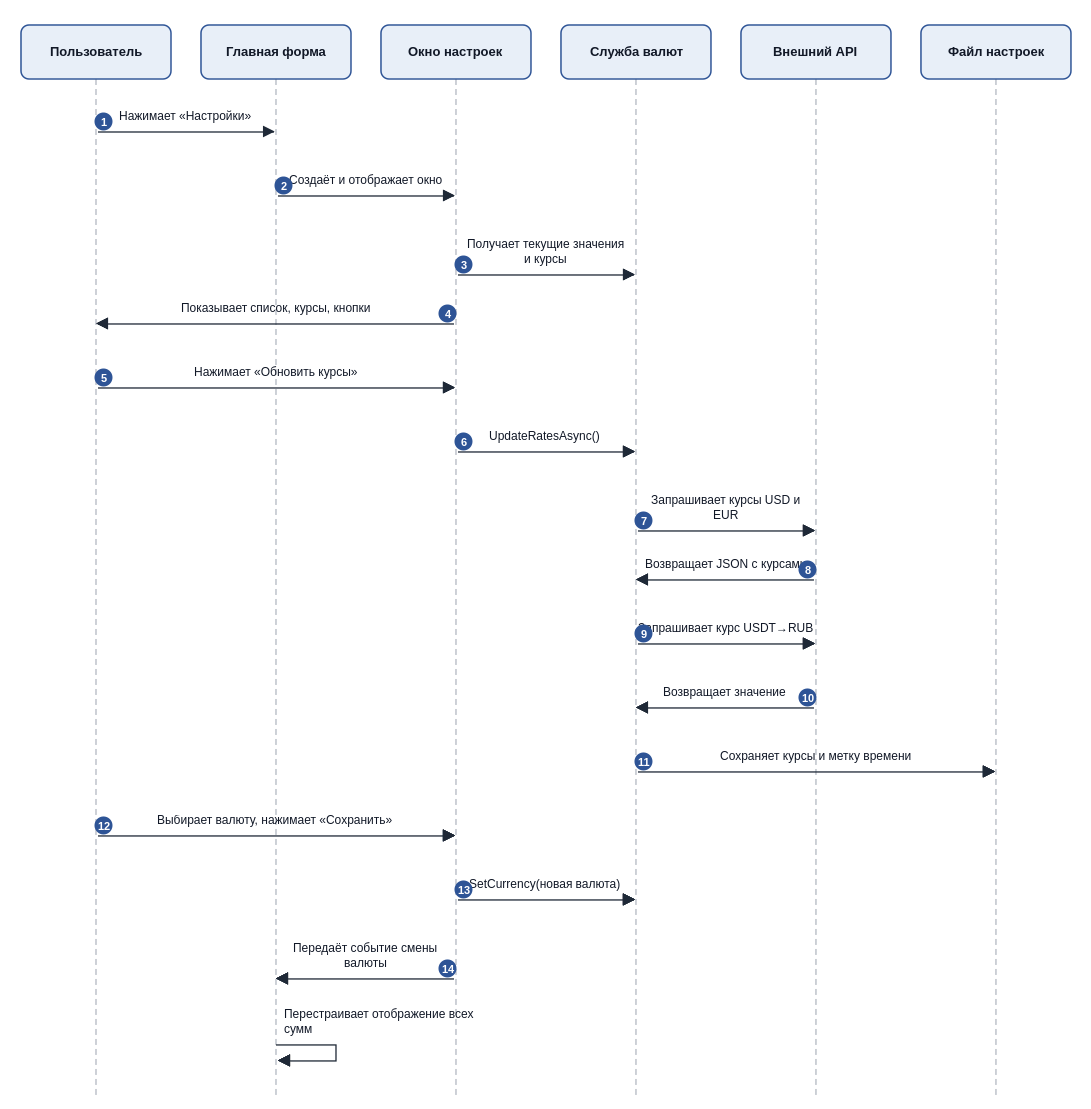 Пользователь
Главная форма
Окно настроек
Служба валют
Внешний API
Файл настроек
1 Нажимает «Настройки»
2 Создаёт и отображает окно
Получает текущие значения
и курсы
3
Показывает список, курсы, кнопки 4
5 Нажимает «Обновить курсы»
6 UpdateRatesAsync()
Запрашивает курсы USD и
EUR
7
Возвращает JSON с курсами 8
9 Запрашивает курс USDT→RUB
Возвращает значение 10
11 Сохраняет курсы и метку времени
12 Выбирает валюту, нажимает «Сохранить»
13 SetCurrency(новая валюта)
Передаёт событие смены
валюты
14
Перестраивает отображение всех
сумм